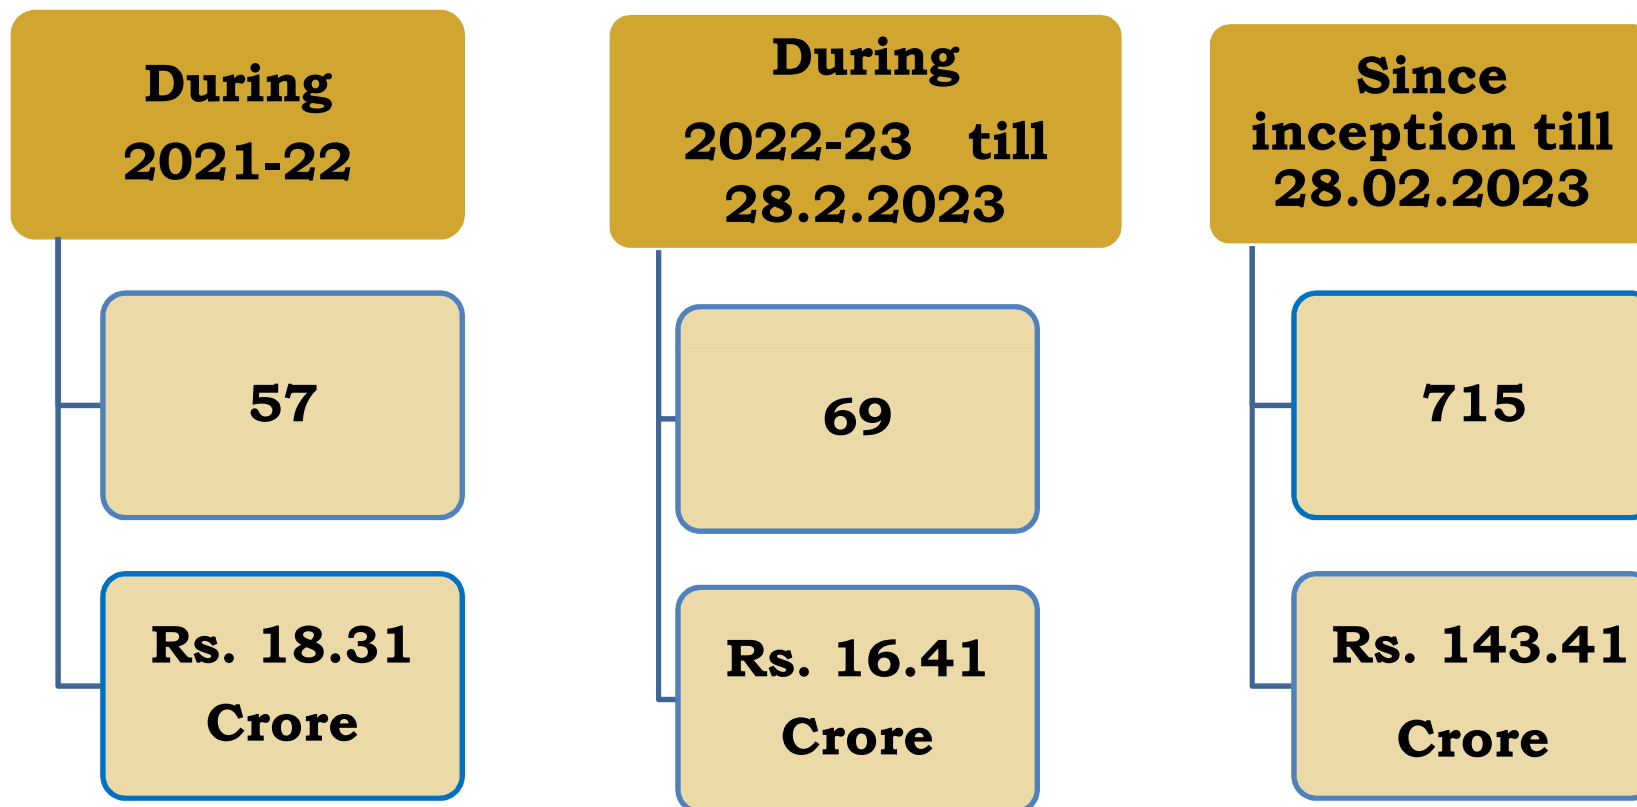 During
2021-22
57
Rs. 18.31
Crore
During
2022-23 till
28.2.2023
69
Rs. 16.41
Crore
Since
inception till
28.02.2023
715
Rs. 143.41
Crore